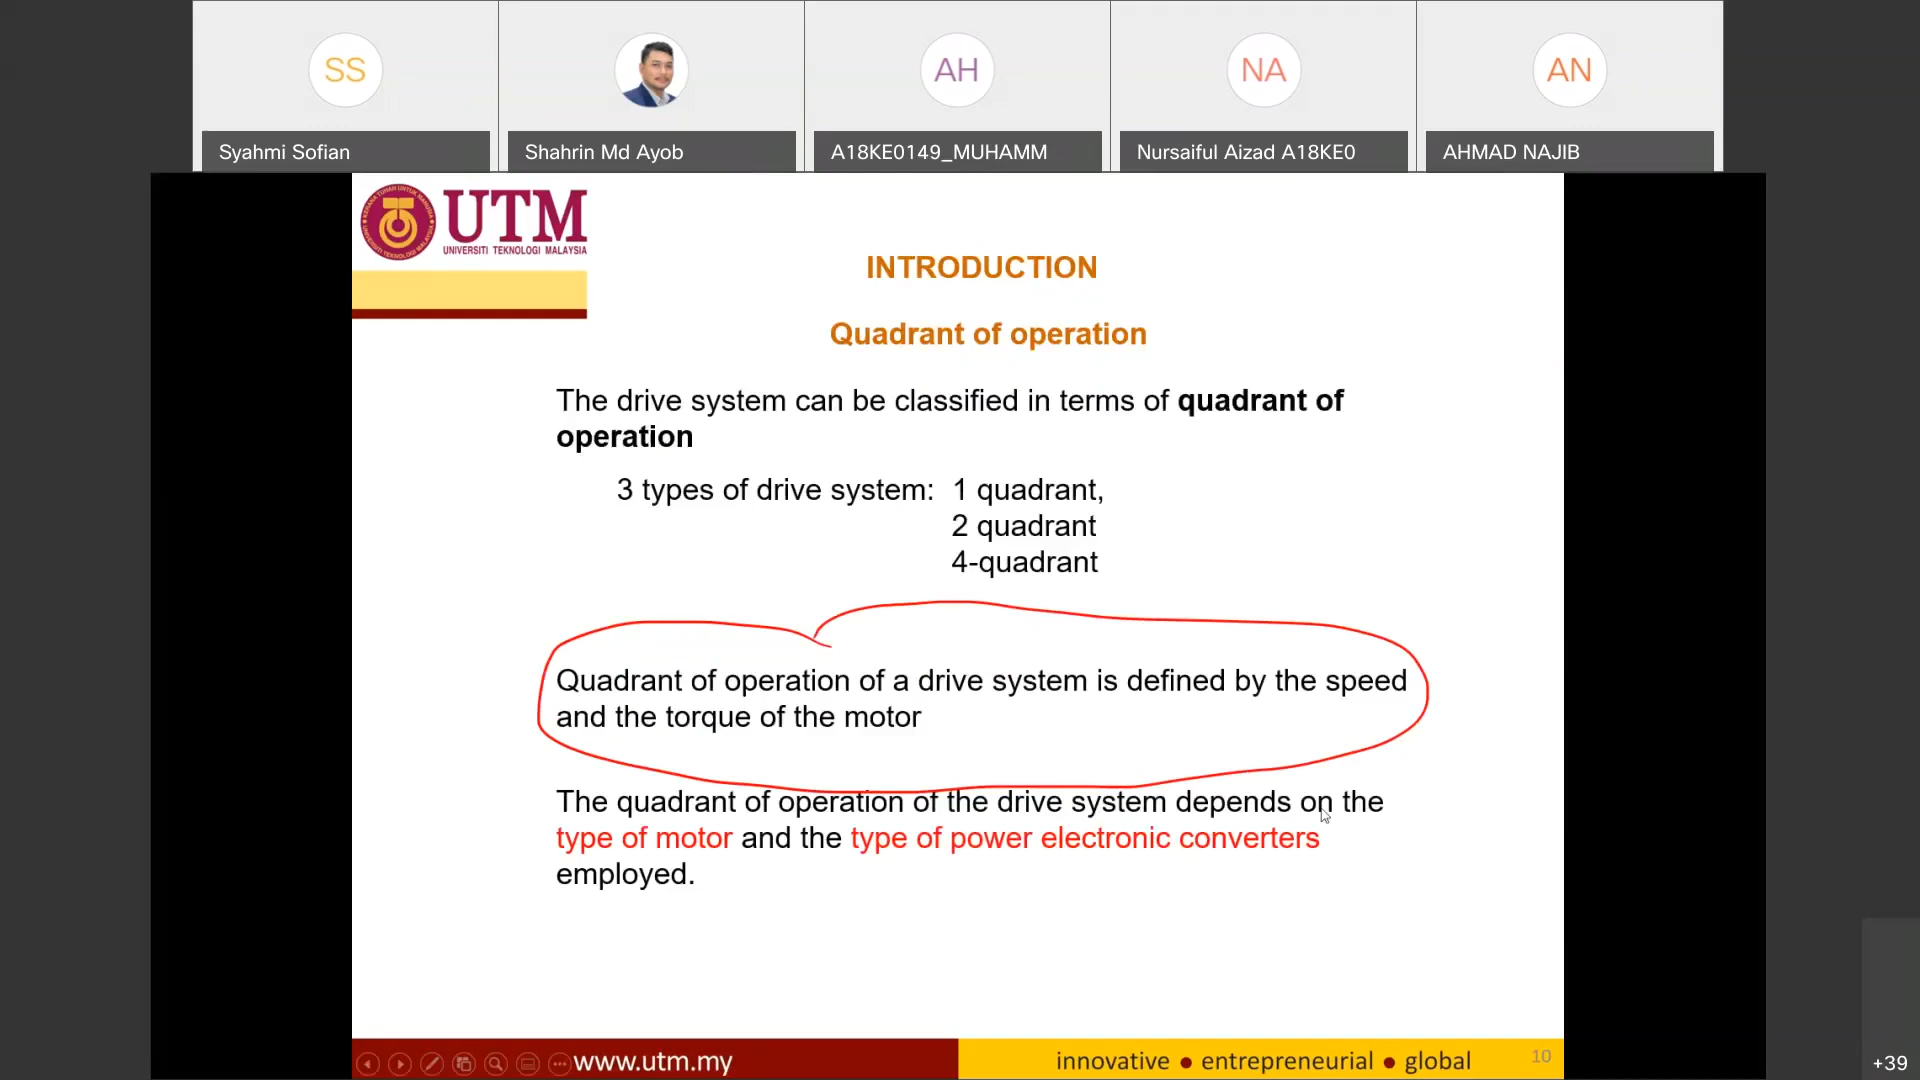 SS
AH
NA
AN
Syahmi Sofian
Shahrin Md Ayob
A18KE0149_MUHAMM
Nursaiful Aizad A18KE0
AHMAD NAJIB
UTM
UNIVERSITI TEKNOLOGI MALAYSIA
INTRODUCTION
Quadrant of operation
The drive system can be classified in terms of quadrant of
operation
3 types of drive system: 1 quadrant,
2 quadrant
4-quadrant
Quadrant of operation of a drive system is defined by the speed
and the torque of the motor
The quadrant of operation of the drive system depends on the
type of motor and the type of power electronic converters
employed.
www.utm.my
innovative ● entrepreneurial ● global
10
+39